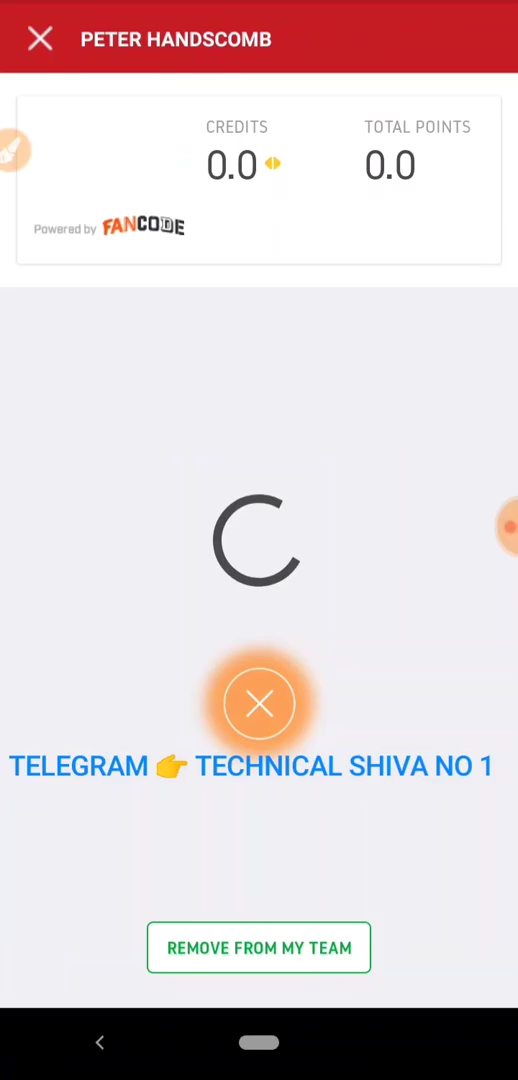 PETER HANDSCOMB
CREDITS
TOTAL POINTS
0.0
0.0
Powered by FANCODE
TELEGRAM 👉 TECHNICAL SHIVA NO 1
REMOVE FROM MY TEAM